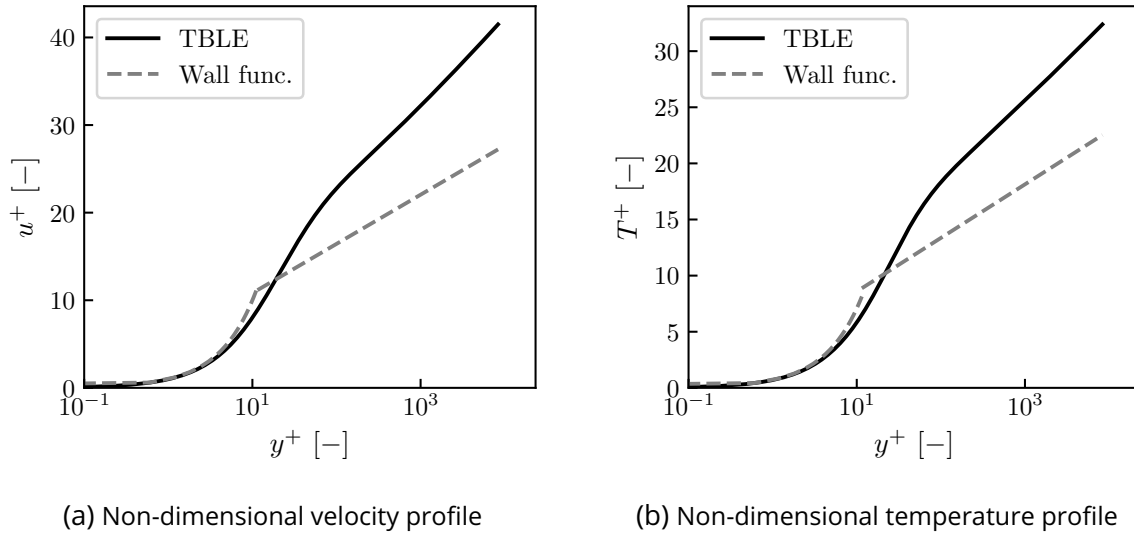 TBLE
Wall func.
40
30
20
10
0
u⁺ [−]
10⁻¹
10¹
10³
y⁺ [−]
(a) Non-dimensional velocity profile
TBLE
Wall func.
30
25
20
15
10
5
0
T⁺ [−]
10⁻¹
10¹
10³
y⁺ [−]
(b) Non-dimensional temperature profile